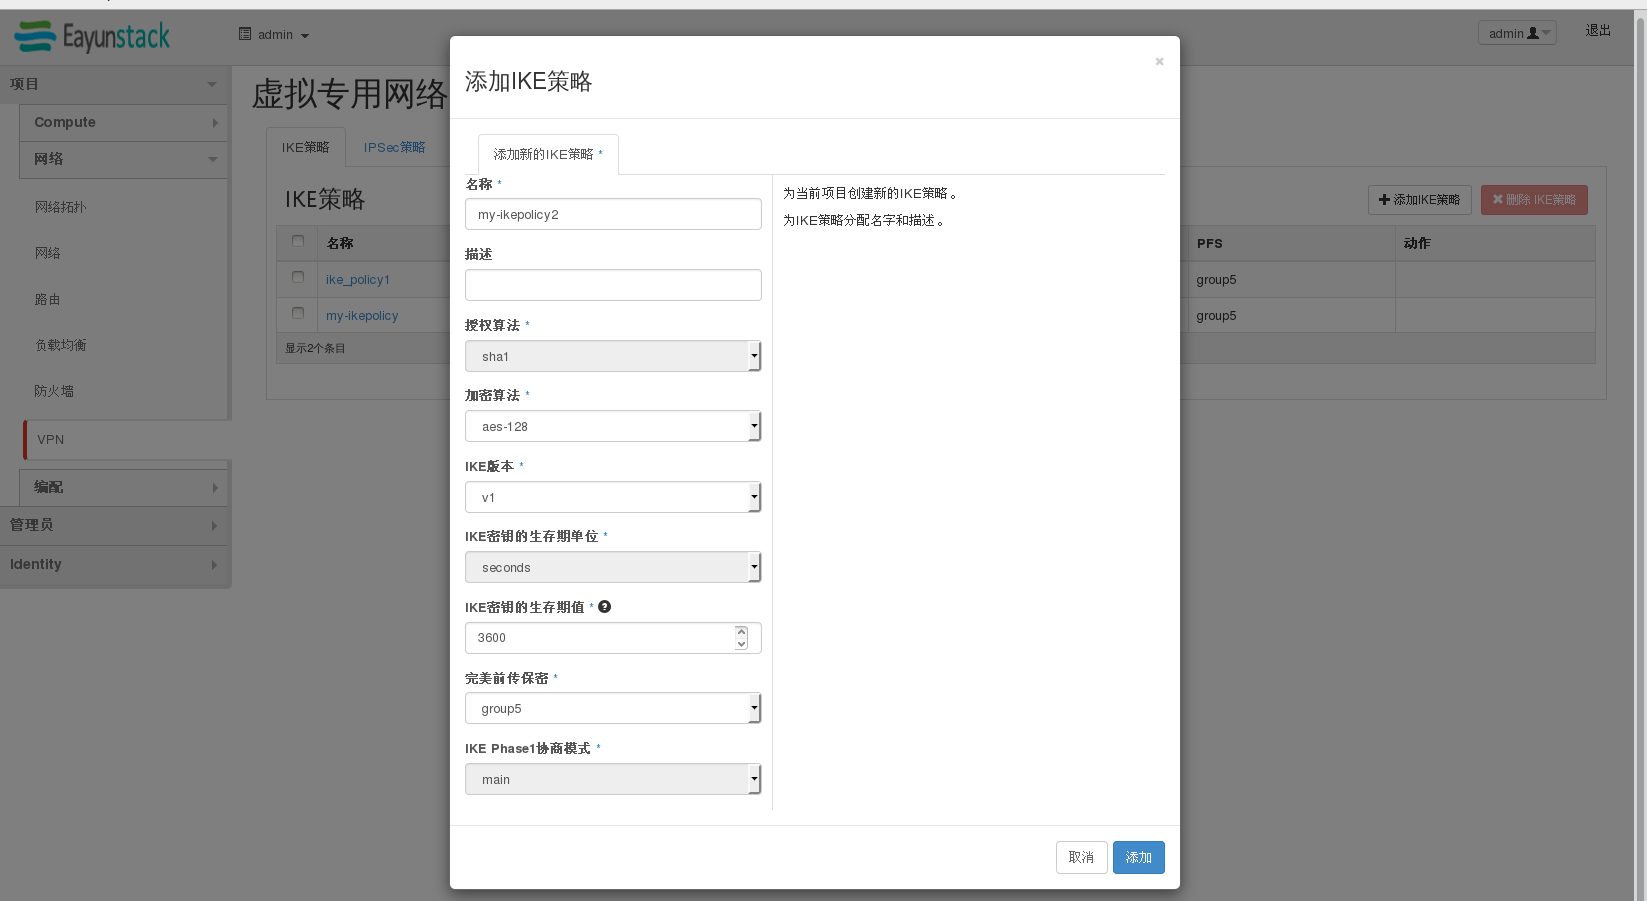 Eayunstack
admin
admin
退出
项目
Compute
网络
网络拓扑
网络
路由
负载均衡
防火墙
VPN
编配
管理员
Identity
虚拟专用网络
IKE策略
IPSec策略
IKE策略
添加IKE策略
删除 IKE策略
名称
PFS
动作
ike_policy1
group5
my-ikepolicy
group5
显示2个条目
添加IKE策略
×
添加新的IKE策略 *
名称 *
my-ikepolicy2
描述
授权算法 *
sha1
加密算法 *
aes-128
IKE版本 *
v1
IKE密钥的生存期单位 *
seconds
IKE密钥的生存期值 *
3600
完美前传保密 *
group5
IKE Phase1协商模式 *
main
为当前项目创建新的IKE策略。
为IKE策略分配名字和描述。
取消
添加